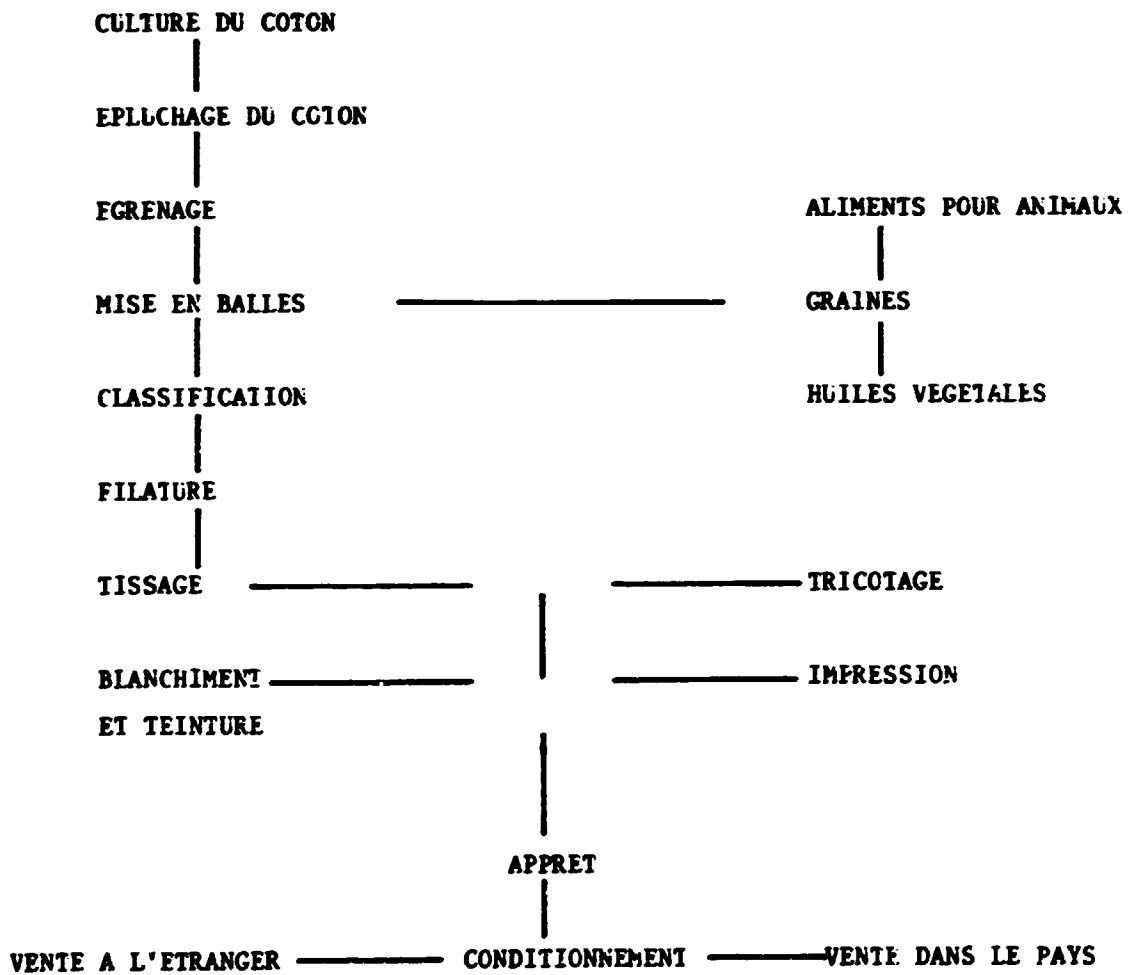 CULTURE DU COTON
EPLUCHAGE DU COTON
EGRENAGE
ALIMENTS POUR ANIMAUX
MISE EN BALLES
GRAINES
CLASSIFICATION
HUILES VEGETALES
FILATURE
TISSAGE
TRICOTAGE
BLANCHIMENT
IMPRESSION
ET TEINTURE
APPRET
VENTE A L'ETRANGER
CONDITIONNEMENT
VENTE DANS LE PAYS